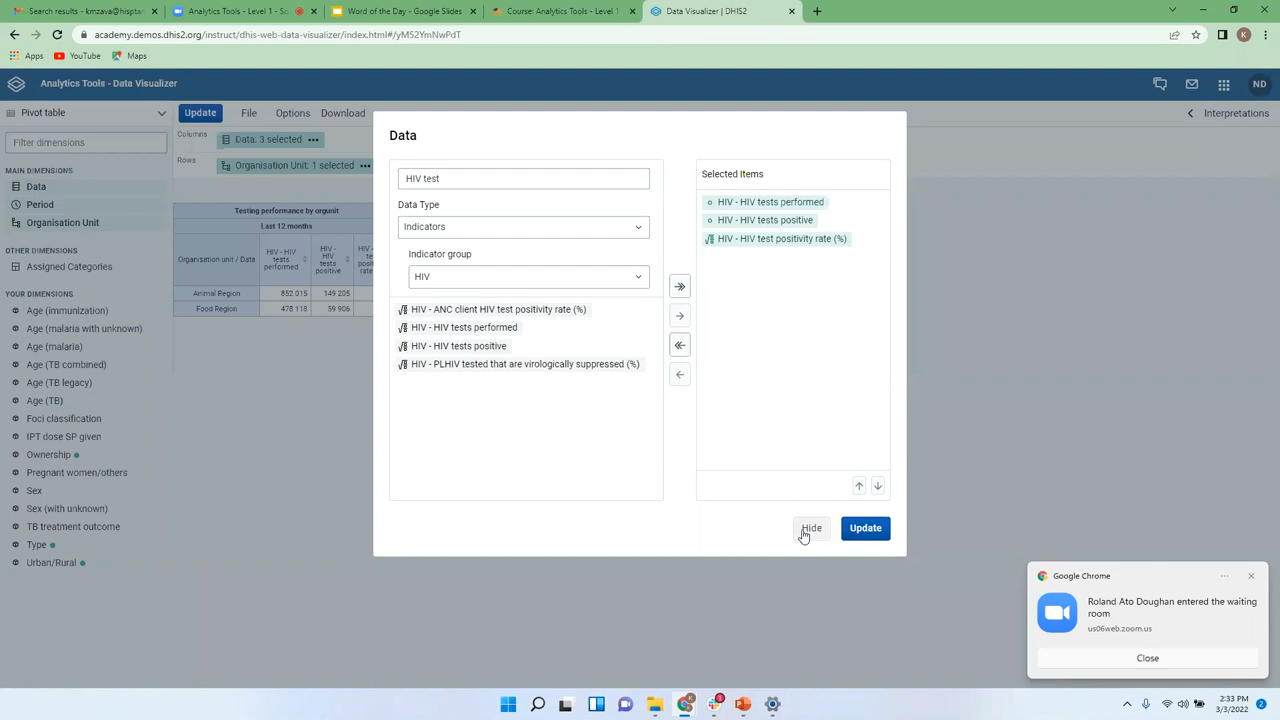 Search results - kmzava@hisptan
Analytics Tools - Level 1 - So
Word of the Day - Google Slides
Course: Analytics Tools - Level 1
Data Visualizer | DHIS2
academy.demos.dhis2.org/instruct/dhis-web-data-visualizer/index.html#/yM52YmNwPdT
K
Apps
YouTube
Maps
Analytics Tools - Data Visualizer
ND
Pivot table
Update
File
Options
Download
Interpretations
Filter dimensions
Columns
Data: 3 selected
Rows
Organisation Unit: 1 selected
MAIN DIMENSIONS
Data
Period
Organisation Unit
OTHER DIMENSIONS
Assigned Categories
YOUR DIMENSIONS
Age (immunization)
Age (malaria with unknown)
Age (malaria)
Age (TB combined)
Age (TB legacy)
Age (TB)
Foci classification
IPT dose SP given
Ownership
Pregnant women/others
Sex
Sex (with unknown)
TB treatment outcome
Type
Urban/Rural
Testing performance by orgunit
Last 12 months
Organisation unit / Data
HIV - HIV
tests
performed
HIV -
HIV
tests
positive
Animal Region
852 015
149 205
Food Region
478 118
59 906
Data
HIV test
Data Type
Indicators
Indicator group
HIV
HIV - ANC client HIV test positivity rate (%)
HIV - HIV tests performed
HIV - HIV tests positive
HIV - PLHIV tested that are virologically suppressed (%)
Selected Items
HIV - HIV tests performed
HIV - HIV tests positive
HIV - HIV test positivity rate (%)
Hide
Update
Google Chrome
Roland Ato Doughan entered the waiting
room
us06web.zoom.us
Close
1
2:33 PM
3/3/2022
2